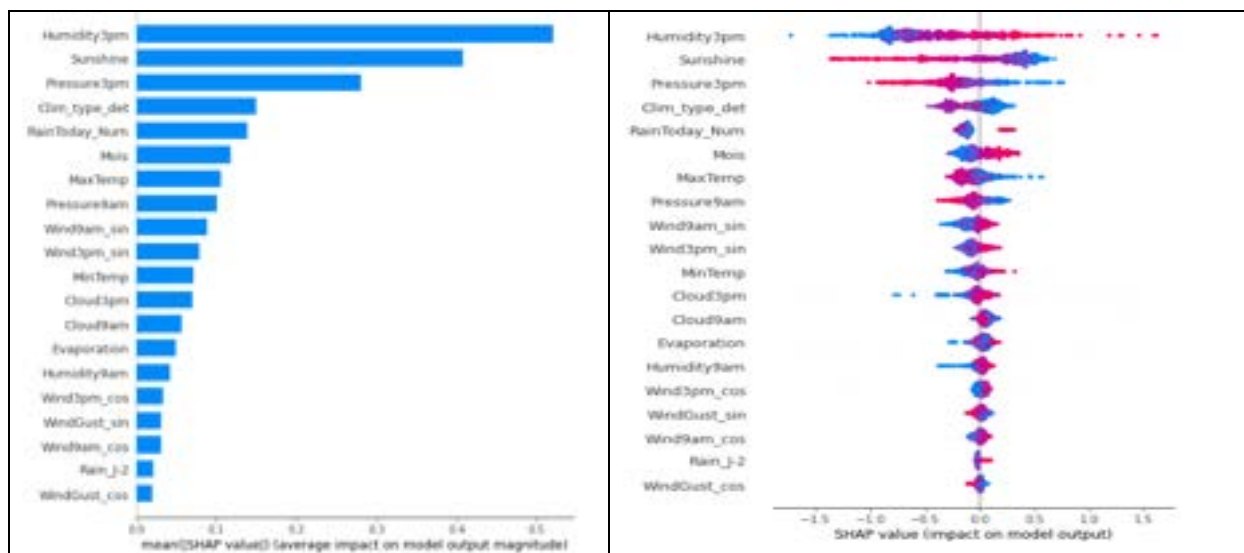 Humidity3pm
Sunshine
Pressure3pm
Clim_type_det
RainToday_Num
Mois
MaxTemp
Pressure9am
Wind9am_sin
Wind3pm_sin
MinTemp
Cloud3pm
Cloud9am
Evaporation
Humidity9am
Wind3pm_cos
WindGust_sin
Wind9am_cos
Rain_J-2
WindGust_cos
0.0 0.1 0.2 0.3 0.4 0.5
mean(|SHAP value|) (average impact on model output magnitude)
Humidity3pm
Sunshine
Pressure3pm
Clim_type_det
RainToday_Num
Mois
MaxTemp
Pressure9am
Wind9am_sin
Wind3pm_sin
MinTemp
Cloud3pm
Cloud9am
Evaporation
Humidity9am
Wind3pm_cos
WindGust_sin
Wind9am_cos
Rain_J-2
WindGust_cos
−1.5 −1.0 −0.5 0.0 0.5 1.0 1.5
SHAP value (impact on model output)